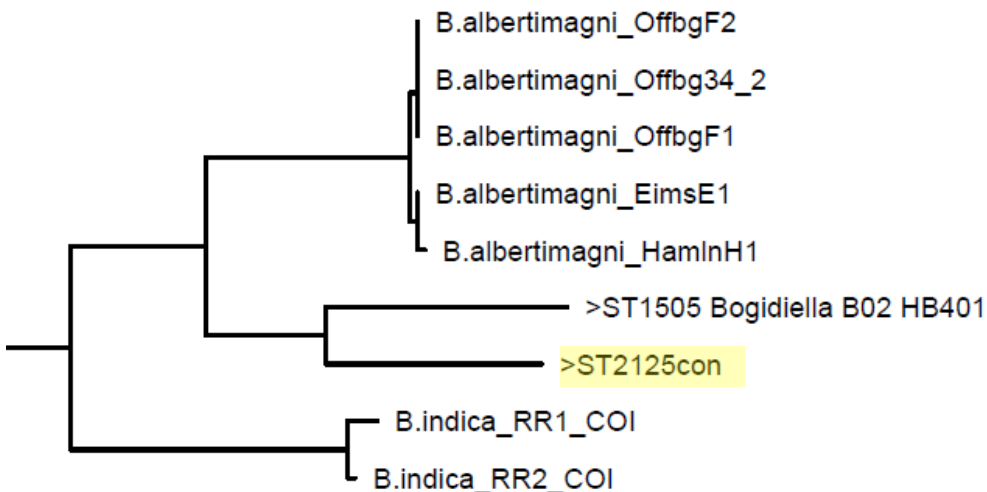 B.albertimagni_OffbgF2
B.albertimagni_Offbg34_2
B.albertimagni_OffbgF1
B.albertimagni_EimsE1
B.albertimagni_HamlnH1
>ST1505 Bogidiella B02 HB401
>ST2125con
B.indica_RR1_COI
B.indica_RR2_COI